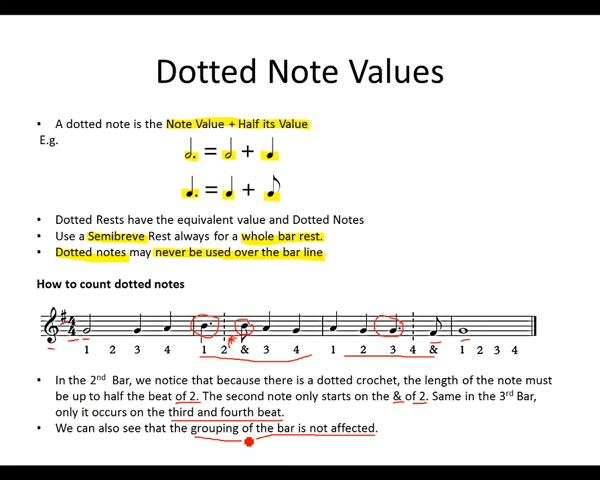 Dotted Note Values
• A dotted note is the Note Value + Half its Value
E.g.
= +
= +
• Dotted Rests have the equivalent value and Dotted Notes
• Use a Semibreve Rest always for a whole bar rest.
• Dotted notes may never be used over the bar line
How to count dotted notes
4
4
1 2 3 4 1 2 & 3 4 1 2 3 4 & 1 2 3 4
• In the 2nd Bar, we notice that because there is a dotted crochet, the length of the note must
be up to half the beat of 2. The second note only starts on the & of 2. Same in the 3rd Bar,
only it occurs on the third and fourth beat.
• We can also see that the grouping of the bar is not affected.